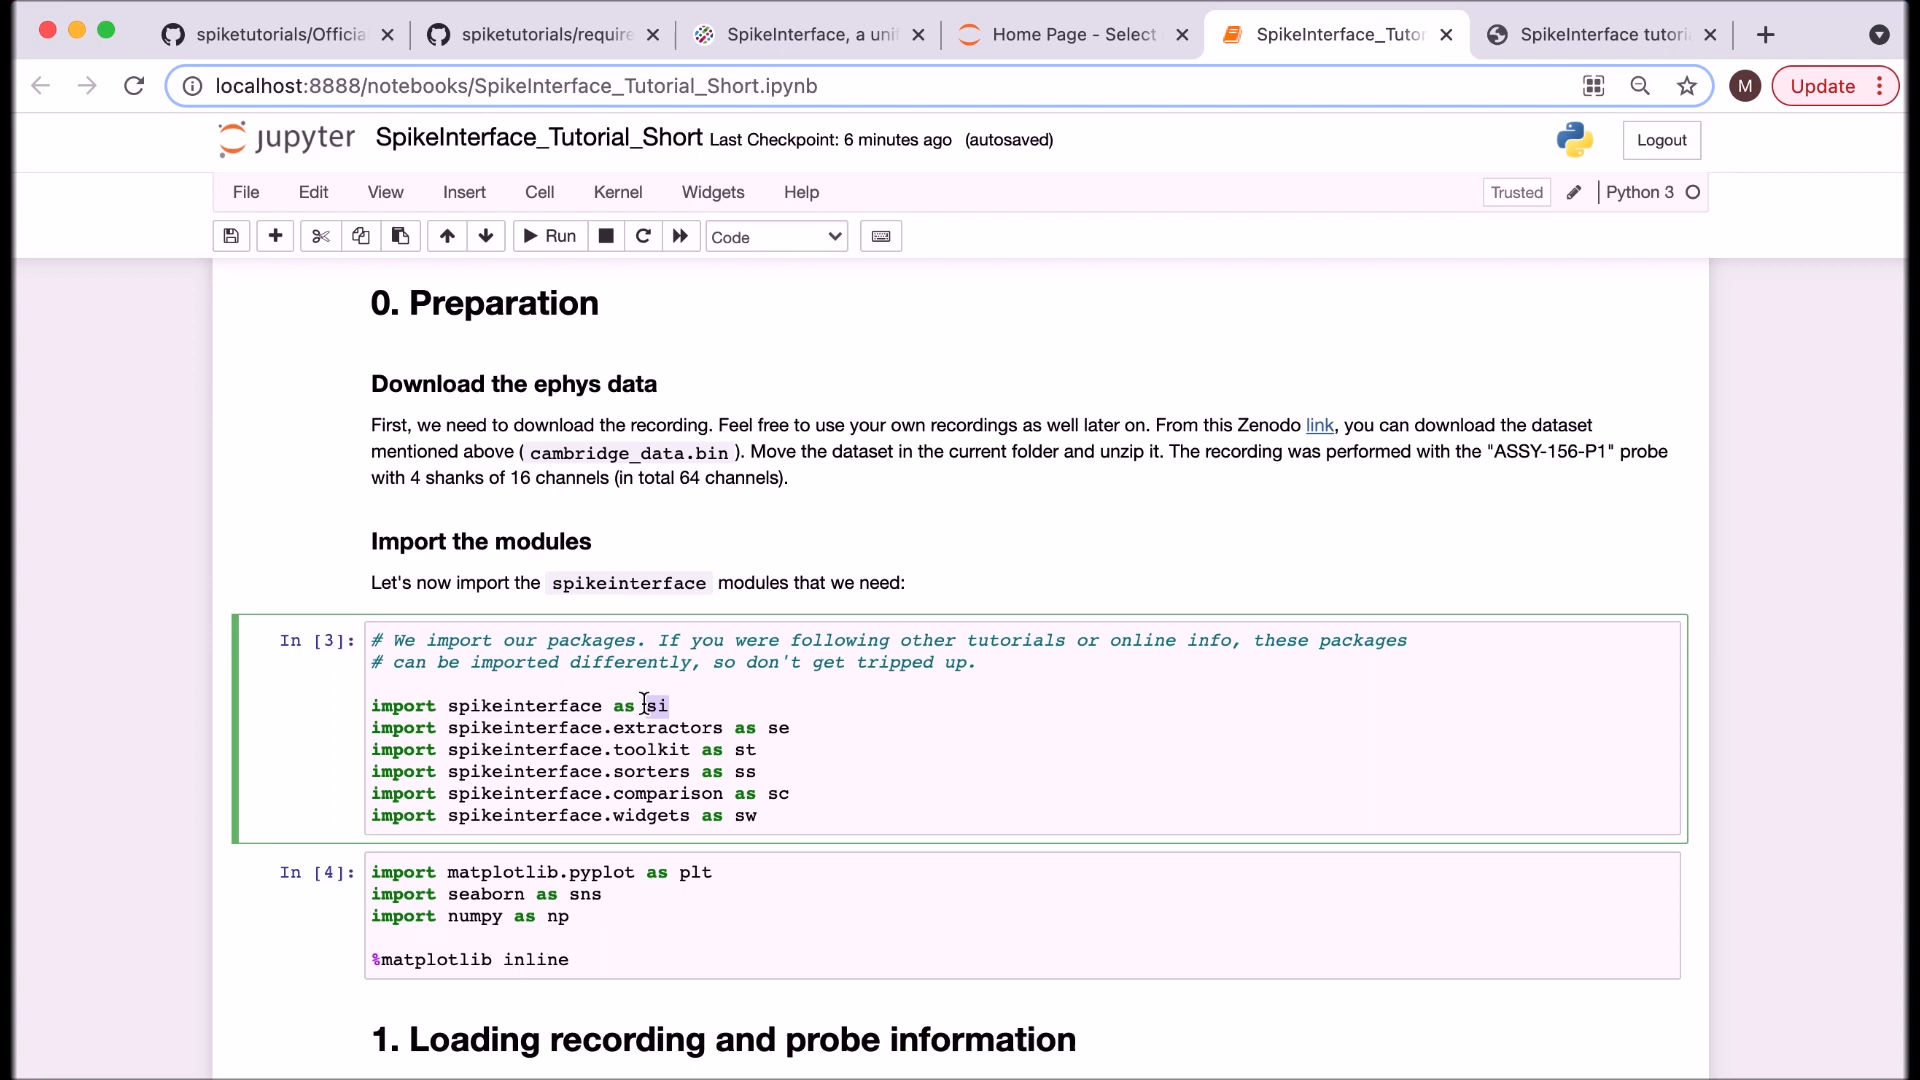 spiketutorials/Officia
spiketutorials/require
SpikeInterface, a uni
Home Page - Select
SpikeInterface_Tutor
SpikeInterface tutori
localhost:8888/notebooks/SpikeInterface_Tutorial_Short.ipynb
M
Update
jupyter SpikeInterface_Tutorial_Short Last Checkpoint: 6 minutes ago (autosaved)
Logout
File Edit View Insert Cell Kernel Widgets Help
Trusted Python 3
Run Code
0. Preparation
Download the ephys data
First, we need to download the recording. Feel free to use your own recordings as well later on. From this Zenodo link, you can download the dataset
mentioned above ( cambridge_data.bin ). Move the dataset in the current folder and unzip it. The recording was performed with the "ASSY-156-P1" probe
with 4 shanks of 16 channels (in total 64 channels).
Import the modules
Let's now import the spikeinterface modules that we need:
In [3]: # We import our packages. If you were following other tutorials or online info, these packages
# can be imported differently, so don't get tripped up.
import spikeinterface as si
import spikeinterface.extractors as se
import spikeinterface.toolkit as st
import spikeinterface.sorters as ss
import spikeinterface.comparison as sc
import spikeinterface.widgets as sw
In [4]: import matplotlib.pyplot as plt
import seaborn as sns
import numpy as np
%matplotlib inline
1. Loading recording and probe information